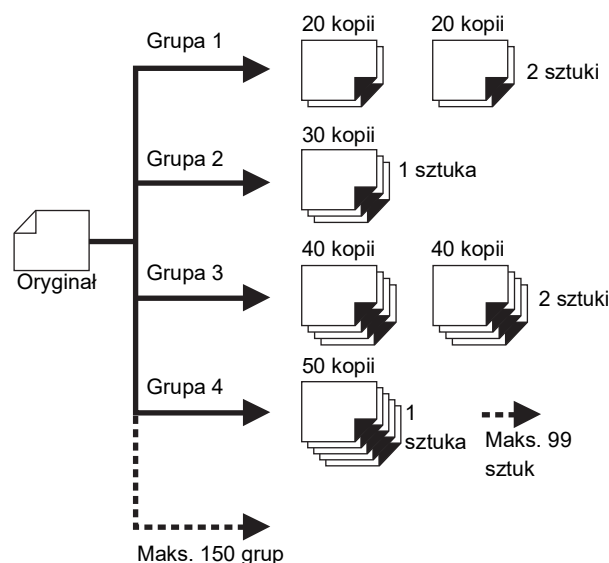 20 kopii
20 kopii
Grupa 1
2 sztuki
30 kopii
Grupa 2
1 sztuka
Oryginał
40 kopii
40 kopii
Grupa 3
2 sztuki
50 kopii
Grupa 4
1
sztuka
Maks. 99
sztuk
Maks. 150 grup